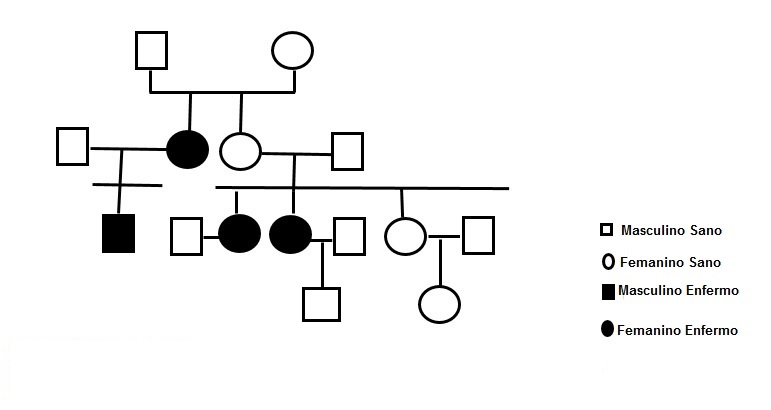 Masculino Sano
Femanino Sano
Masculino Enfermo
Femanino Enfermo